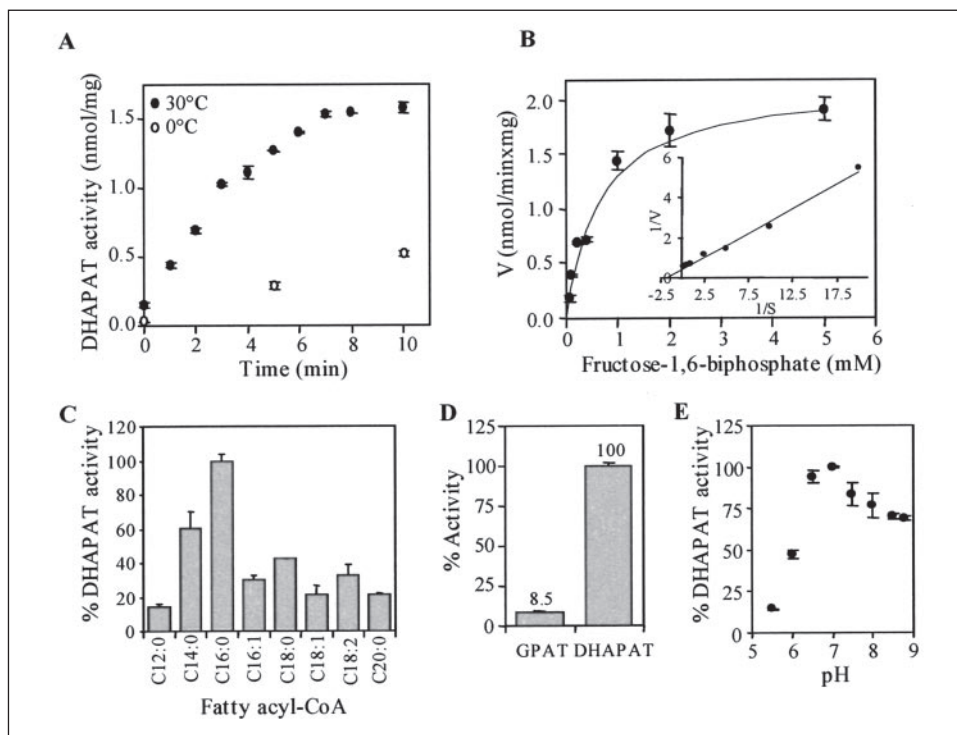 A
DHAPAT activity (nmol/mg)
1.5
1.0
0.5
0.0
30°C
0°C
0 2 4 6 8 10
Time (min)
B
V (nmol/minxmg)
2.0
1.5
1.0
0.5
0.0
1/V
6
4
2
0
-2.5 2.5 7.5 12.5 17.5
1/S
0 1 2 3 4 5 6
Fructose-1,6-biphosphate (mM)
C
% DHAPAT activity
120
100
80
60
40
20
0
C12:0
C14:0
C16:0
C16:1
C18:0
C18:1
C18:2
C20:0
Fatty acyl-CoA
D
% Activity
125
100
75
50
25
0
8.5
100
GPAT DHAPAT
E
% DHAPAT activity
125
100
75
50
25
0
5 6 7 8 9
pH